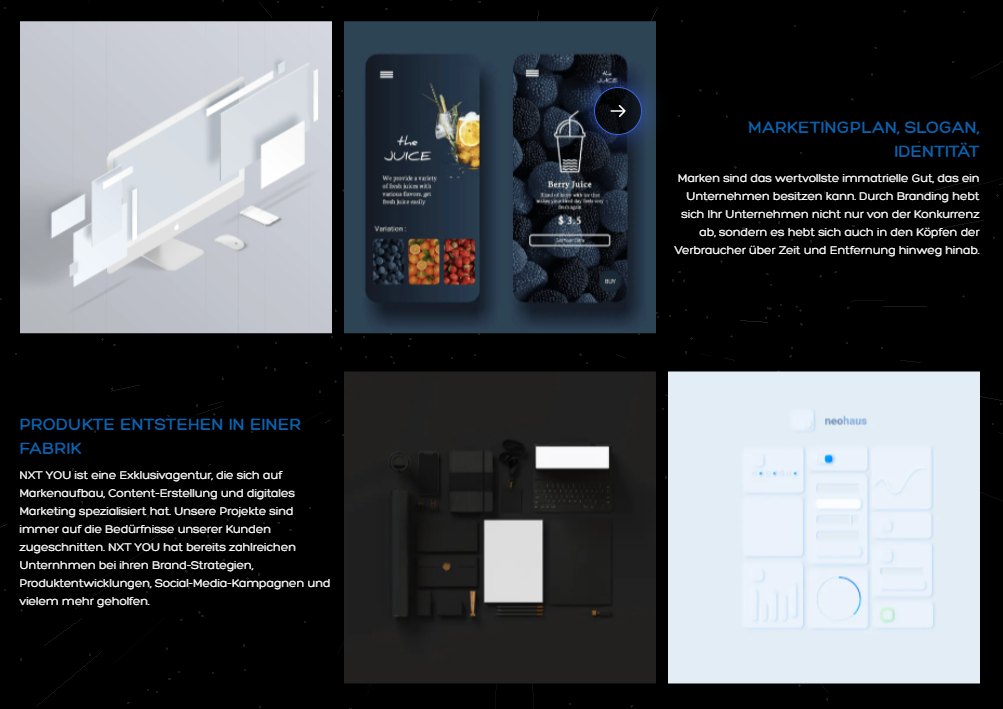 the
JUICE
We provide a variety
of fresh juices with
various flavors. get
fresh juice easily
Variation :
the
JUICE
Berry Juice
$ 3.5
BUY
MARKETINGPLAN, SLOGAN,
IDENTITÄT
Marken sind das wertvollste immatrielle Gut, das ein
Unternehmen besitzen kann. Durch Branding hebt
sich Ihr Unternehmen nicht nur von der Konkurrenz
ab, sondern es hebt sich auch in den Köpfen der
Verbraucher über Zeit und Entfernung hinweg hinab.
PRODUKTE ENTSTEHEN IN EINER
FABRIK
NXT YOU ist eine Exklusivagentur, die sich auf
Markenaufbau, Content-Erstellung und digitales
Marketing spezialisiert hat. Unsere Projekte sind
immer auf die Bedürfnisse unserer Kunden
zugeschnitten. NXT YOU hat bereits zahlreichen
Unternhmen bei ihren Brand-Strategien,
Produktentwicklungen, Social-Media-Kampagnen und
vielem mehr geholfen.
neohaus